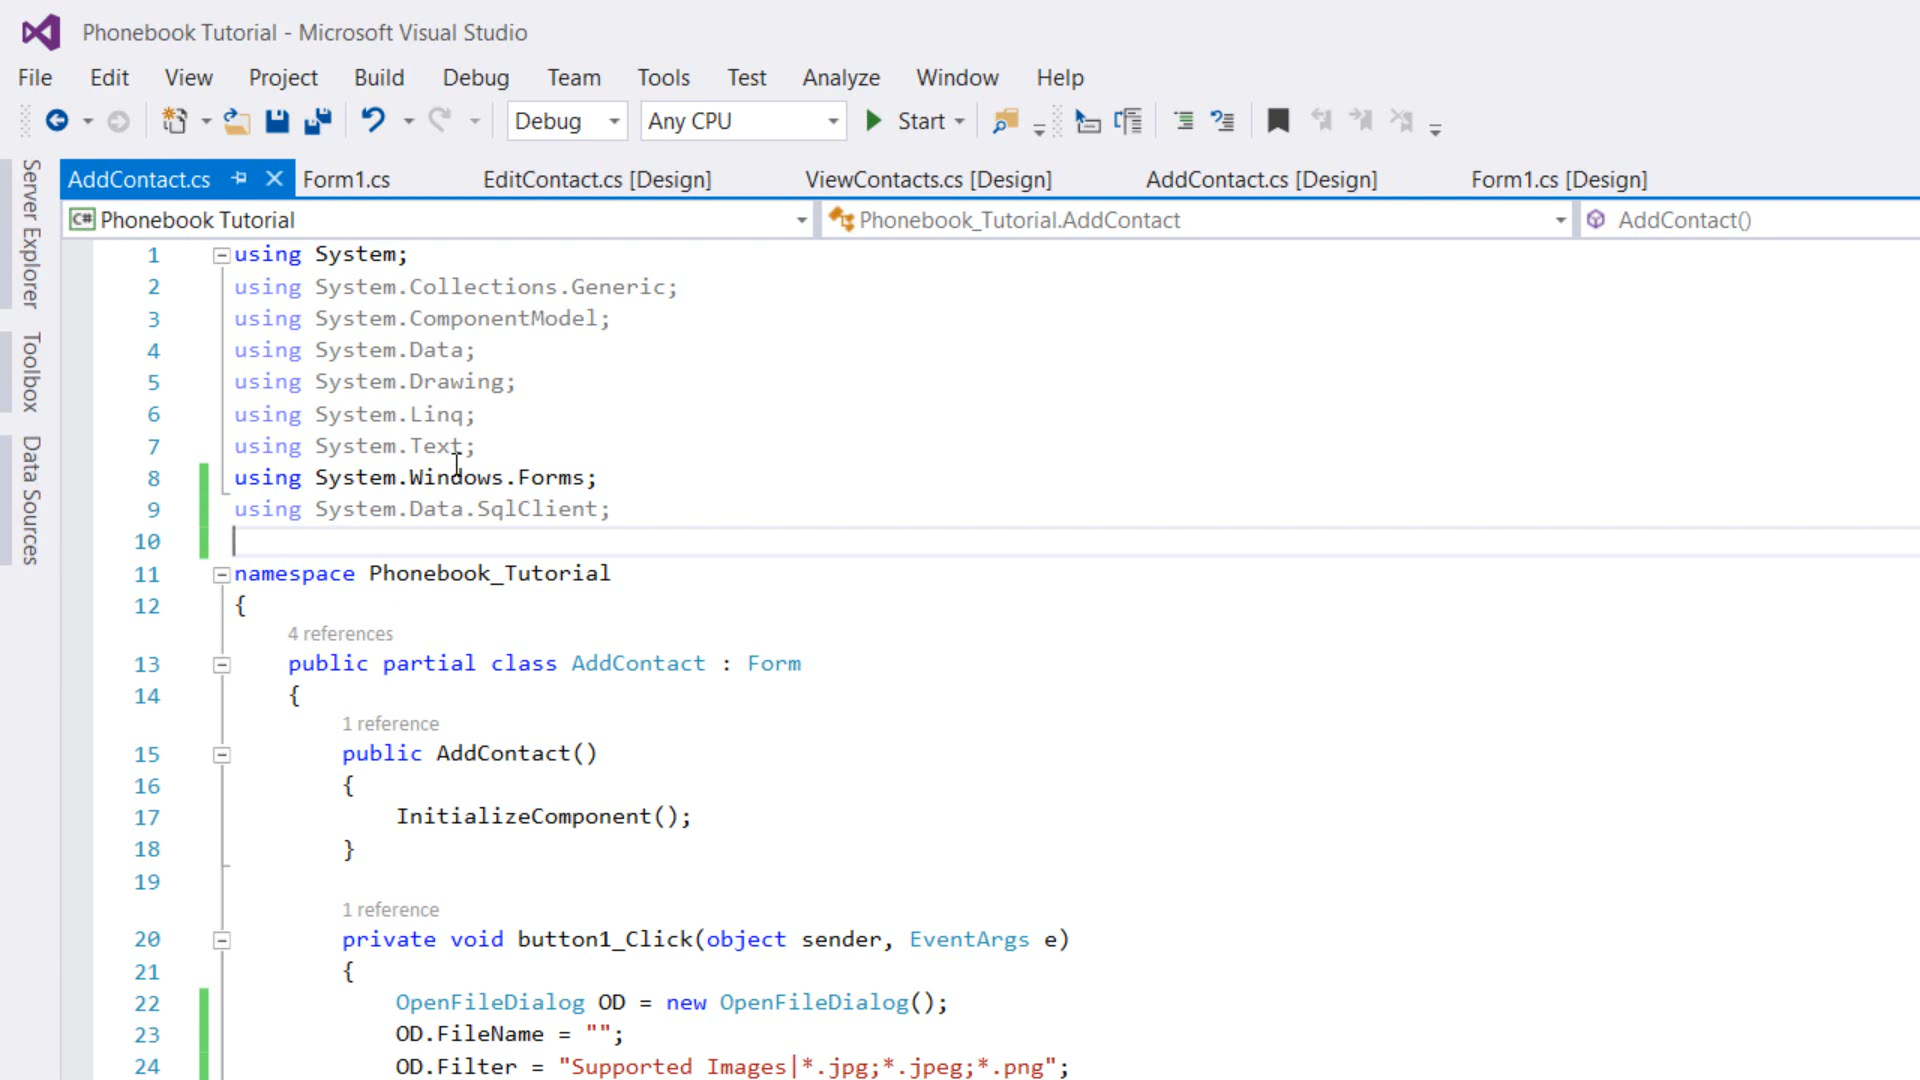 Phonebook Tutorial - Microsoft Visual Studio
File Edit View Project Build Debug Team Tools Test Analyze Window Help
Debug Any CPU Start
AddContact.cs Form1.cs EditContact.cs [Design] ViewContacts.cs [Design] AddContact.cs [Design] Form1.cs [Design]
C# Phonebook Tutorial Phonebook_Tutorial.AddContact AddContact()
Server Explorer
Toolbox
Data Sources
1 using System;
2 using System.Collections.Generic;
3 using System.ComponentModel;
4 using System.Data;
5 using System.Drawing;
6 using System.Linq;
7 using System.Text;
8 using System.Windows.Forms;
9 using System.Data.SqlClient;
10
11 namespace Phonebook_Tutorial
12 {
4 references
13 public partial class AddContact : Form
14 {
1 reference
15 public AddContact()
16 {
17 InitializeComponent();
18 }
19
1 reference
20 private void button1_Click(object sender, EventArgs e)
21 {
22 OpenFileDialog OD = new OpenFileDialog();
23 OD.FileName = "";
24 OD.Filter = "Supported Images|*.jpg;*.jpeg;*.png";